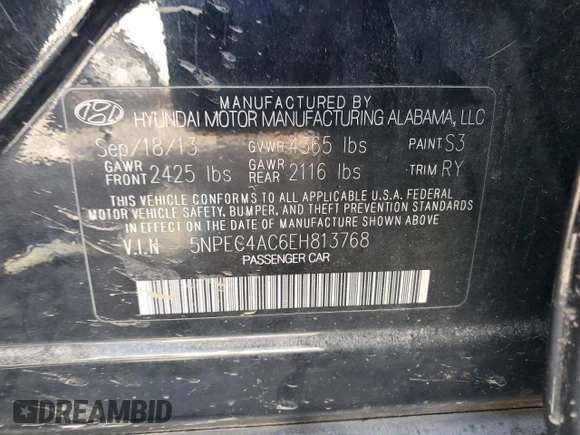 MANUFACTURED BY
HYUNDAI MOTOR MANUFACTURING ALABAMA, LLC
Sep/18/13 GVWR 4365 lbs PAINT S3
GAWR FRONT 2425 lbs GAWR REAR 2116 lbs TRIM RY
THIS VEHICLE CONFORMS TO ALL APPLICABLE U.S.A. FEDERAL
MOTOR VEHICLE SAFETY, BUMPER, AND THEFT PREVENTION STANDARDS
IN EFFECT ON THE DATE OF MANUFACTURE SHOWN ABOVE.
V.I.N 5NPEC4AC6EH813768
PASSENGER CAR
DREAMBID